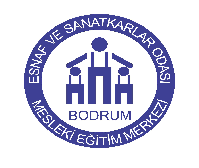 ESNAF VE SANATKARLAR ODASI
BODRUM
MESLEKİ EĞİTİM MERKEZİ